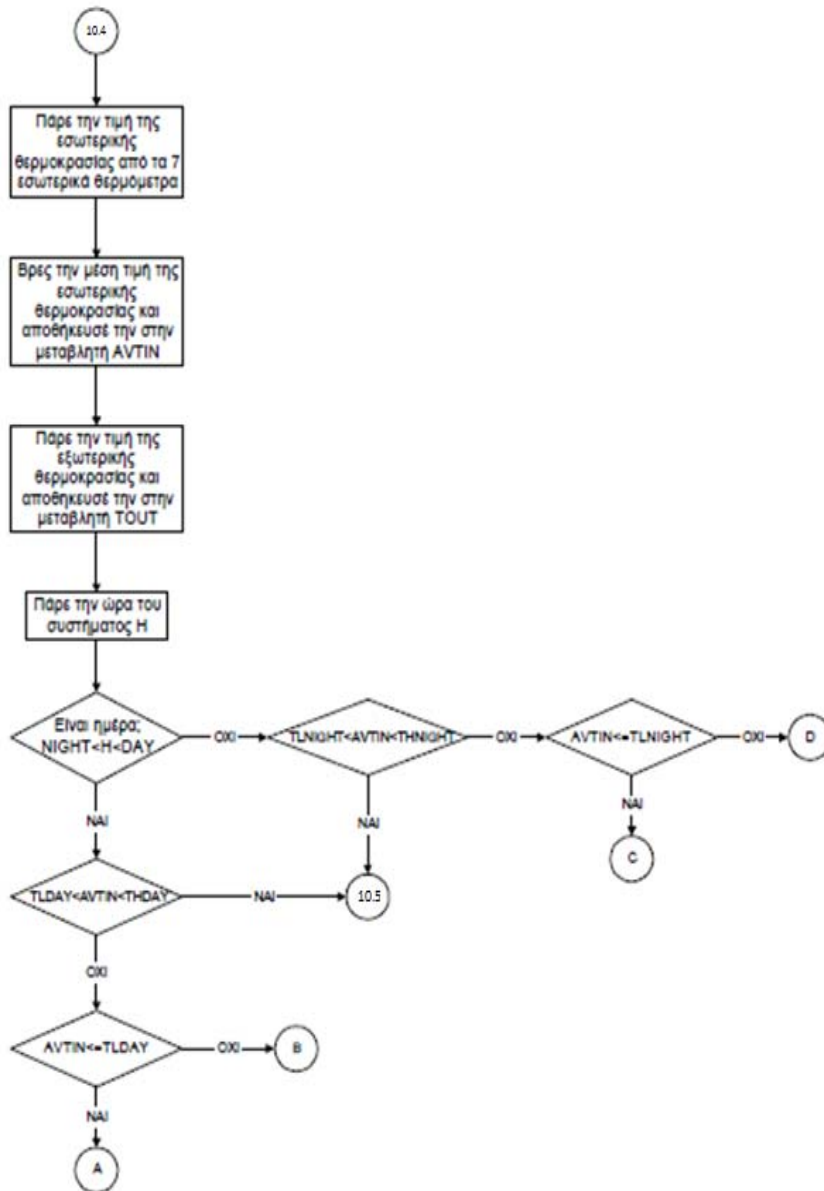 10.4
Πάρε την τιμή της
εσωτερικής
θερμοκρασίας από τα 7
εσωτερικά θερμόμετρα
Βρες την μέση τιμή της
εσωτερικής
θερμοκρασίας και
αποθήκευσέ την στην
μεταβλητή AVTIN
Πάρε την τιμή της
εξωτερικής
θερμοκρασίας και
αποθηκευσέ την στην
μεταβλητή TOUT
Πάρε την ώρα του
συστήματος H
Είναι ημέρα;
NIGHT<H<DAY
ΟΧΙ
TLNIGHT<AVTIN<THNIGHT
ΟΧΙ
AVTIN<=TLNIGHT
ΟΧΙ
D
ΝΑΙ
ΝΑΙ
ΝΑΙ
C
TLDAY<AVTIN<THDAY
ΝΑΙ
10.5
ΟΧΙ
AVTIN<=TLDAY
ΟΧΙ
B
ΝΑΙ
A